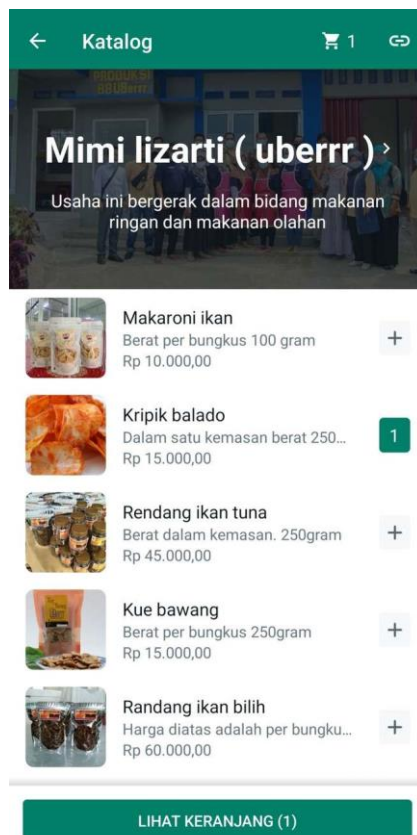 Katalog
1
PRODUKSI
Mimi lizarti ( uberrr )
Usaha ini bergerak dalam bidang makanan
ringan dan makanan olahan
Makaroni ikan
Berat per bungkus 100 gram
Rp 10.000,00
Kripik balado
Dalam satu kemasan berat 250...
1
Rp 15.000,00
Rendang ikan tuna
Berat dalam kemasan. 250gram
Rp 45.000,00
Kue bawang
Berat per bungkus 250gram
Rp 15.000,00
Randang ikan bilih
Harga diatas adalah per bungku...
Rp 60.000,00
LIHAT KERANJANG (1)